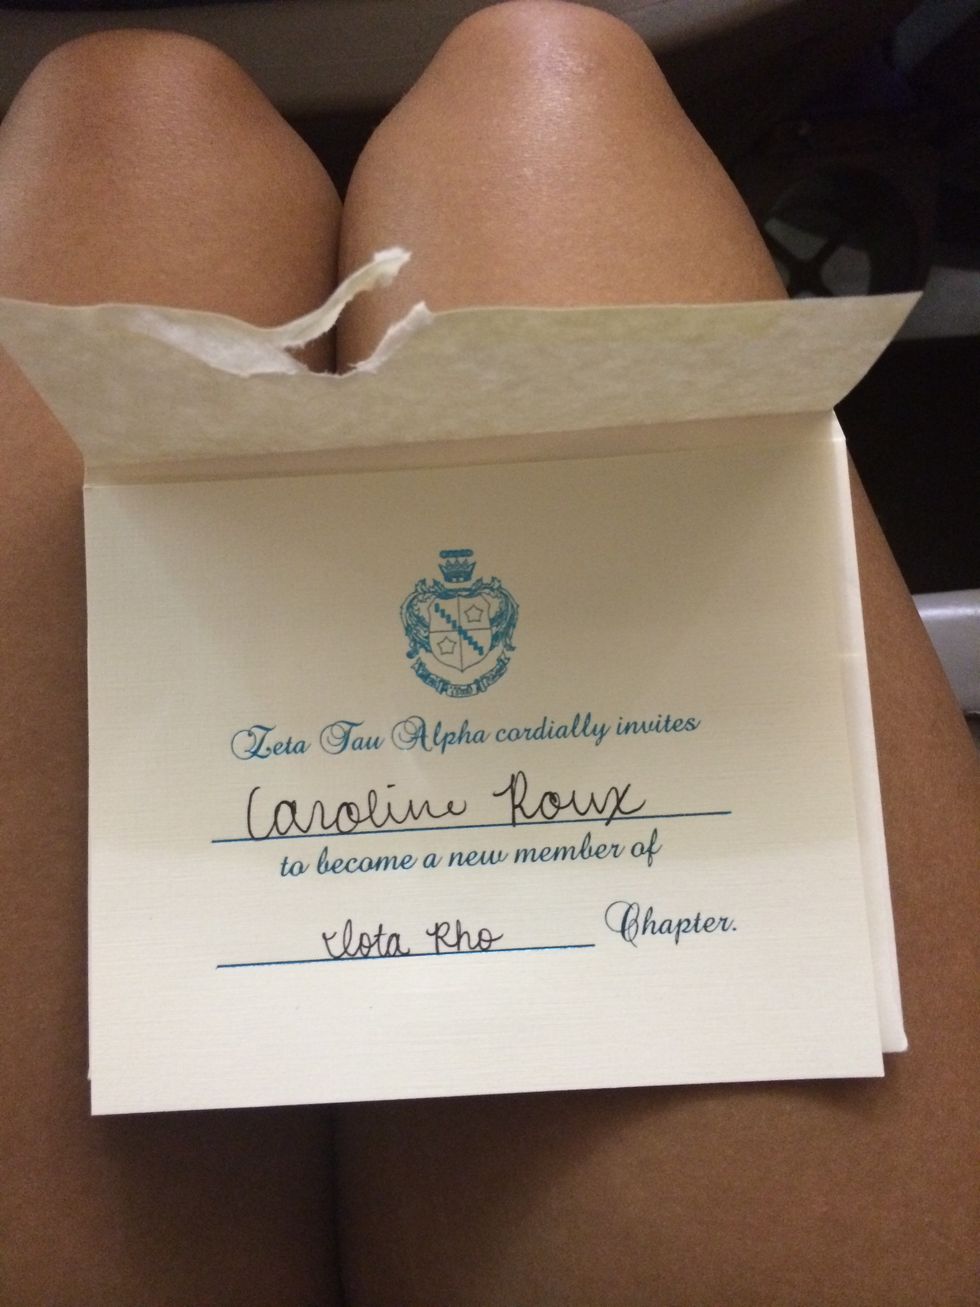 Zeta Tau Alpha cordially invites
Caroline Roux
to become a new member of
Iota Rho Chapter.